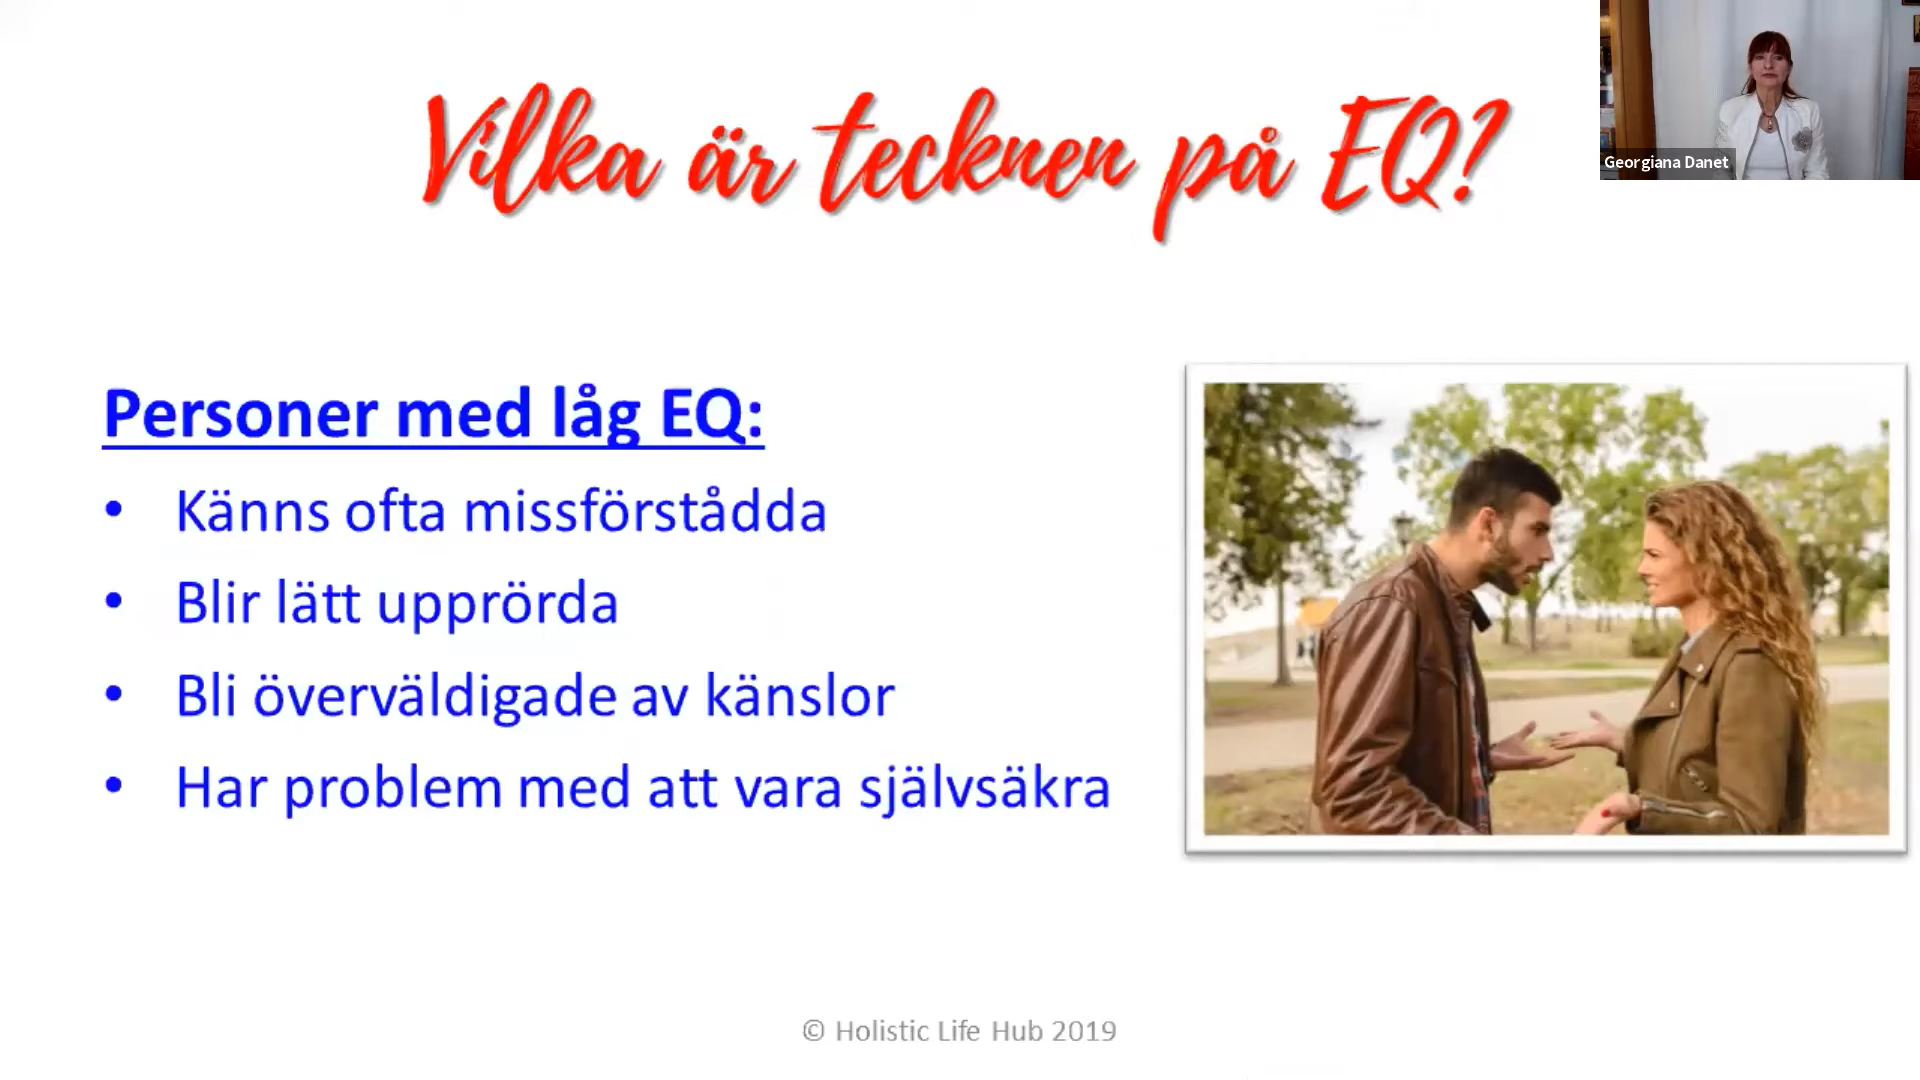 Vilka är tecknen på EQ?
Georgiana Danet
Personer med låg EQ:
• Känns ofta missförstådda
• Blir lätt upprörda
• Bli överväldigade av känslor
• Har problem med att vara självsäkra
© Holistic Life Hub 2019